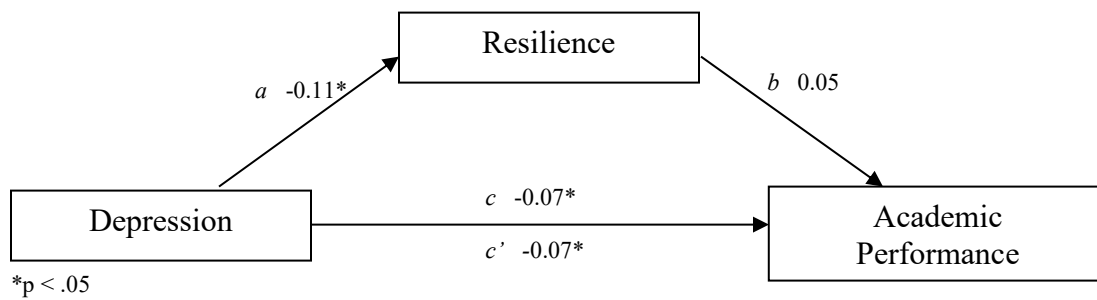 Resilience
a -0.11*
b 0.05
Depression
c -0.07*
c’ -0.07*
Academic
Performance
*p < .05